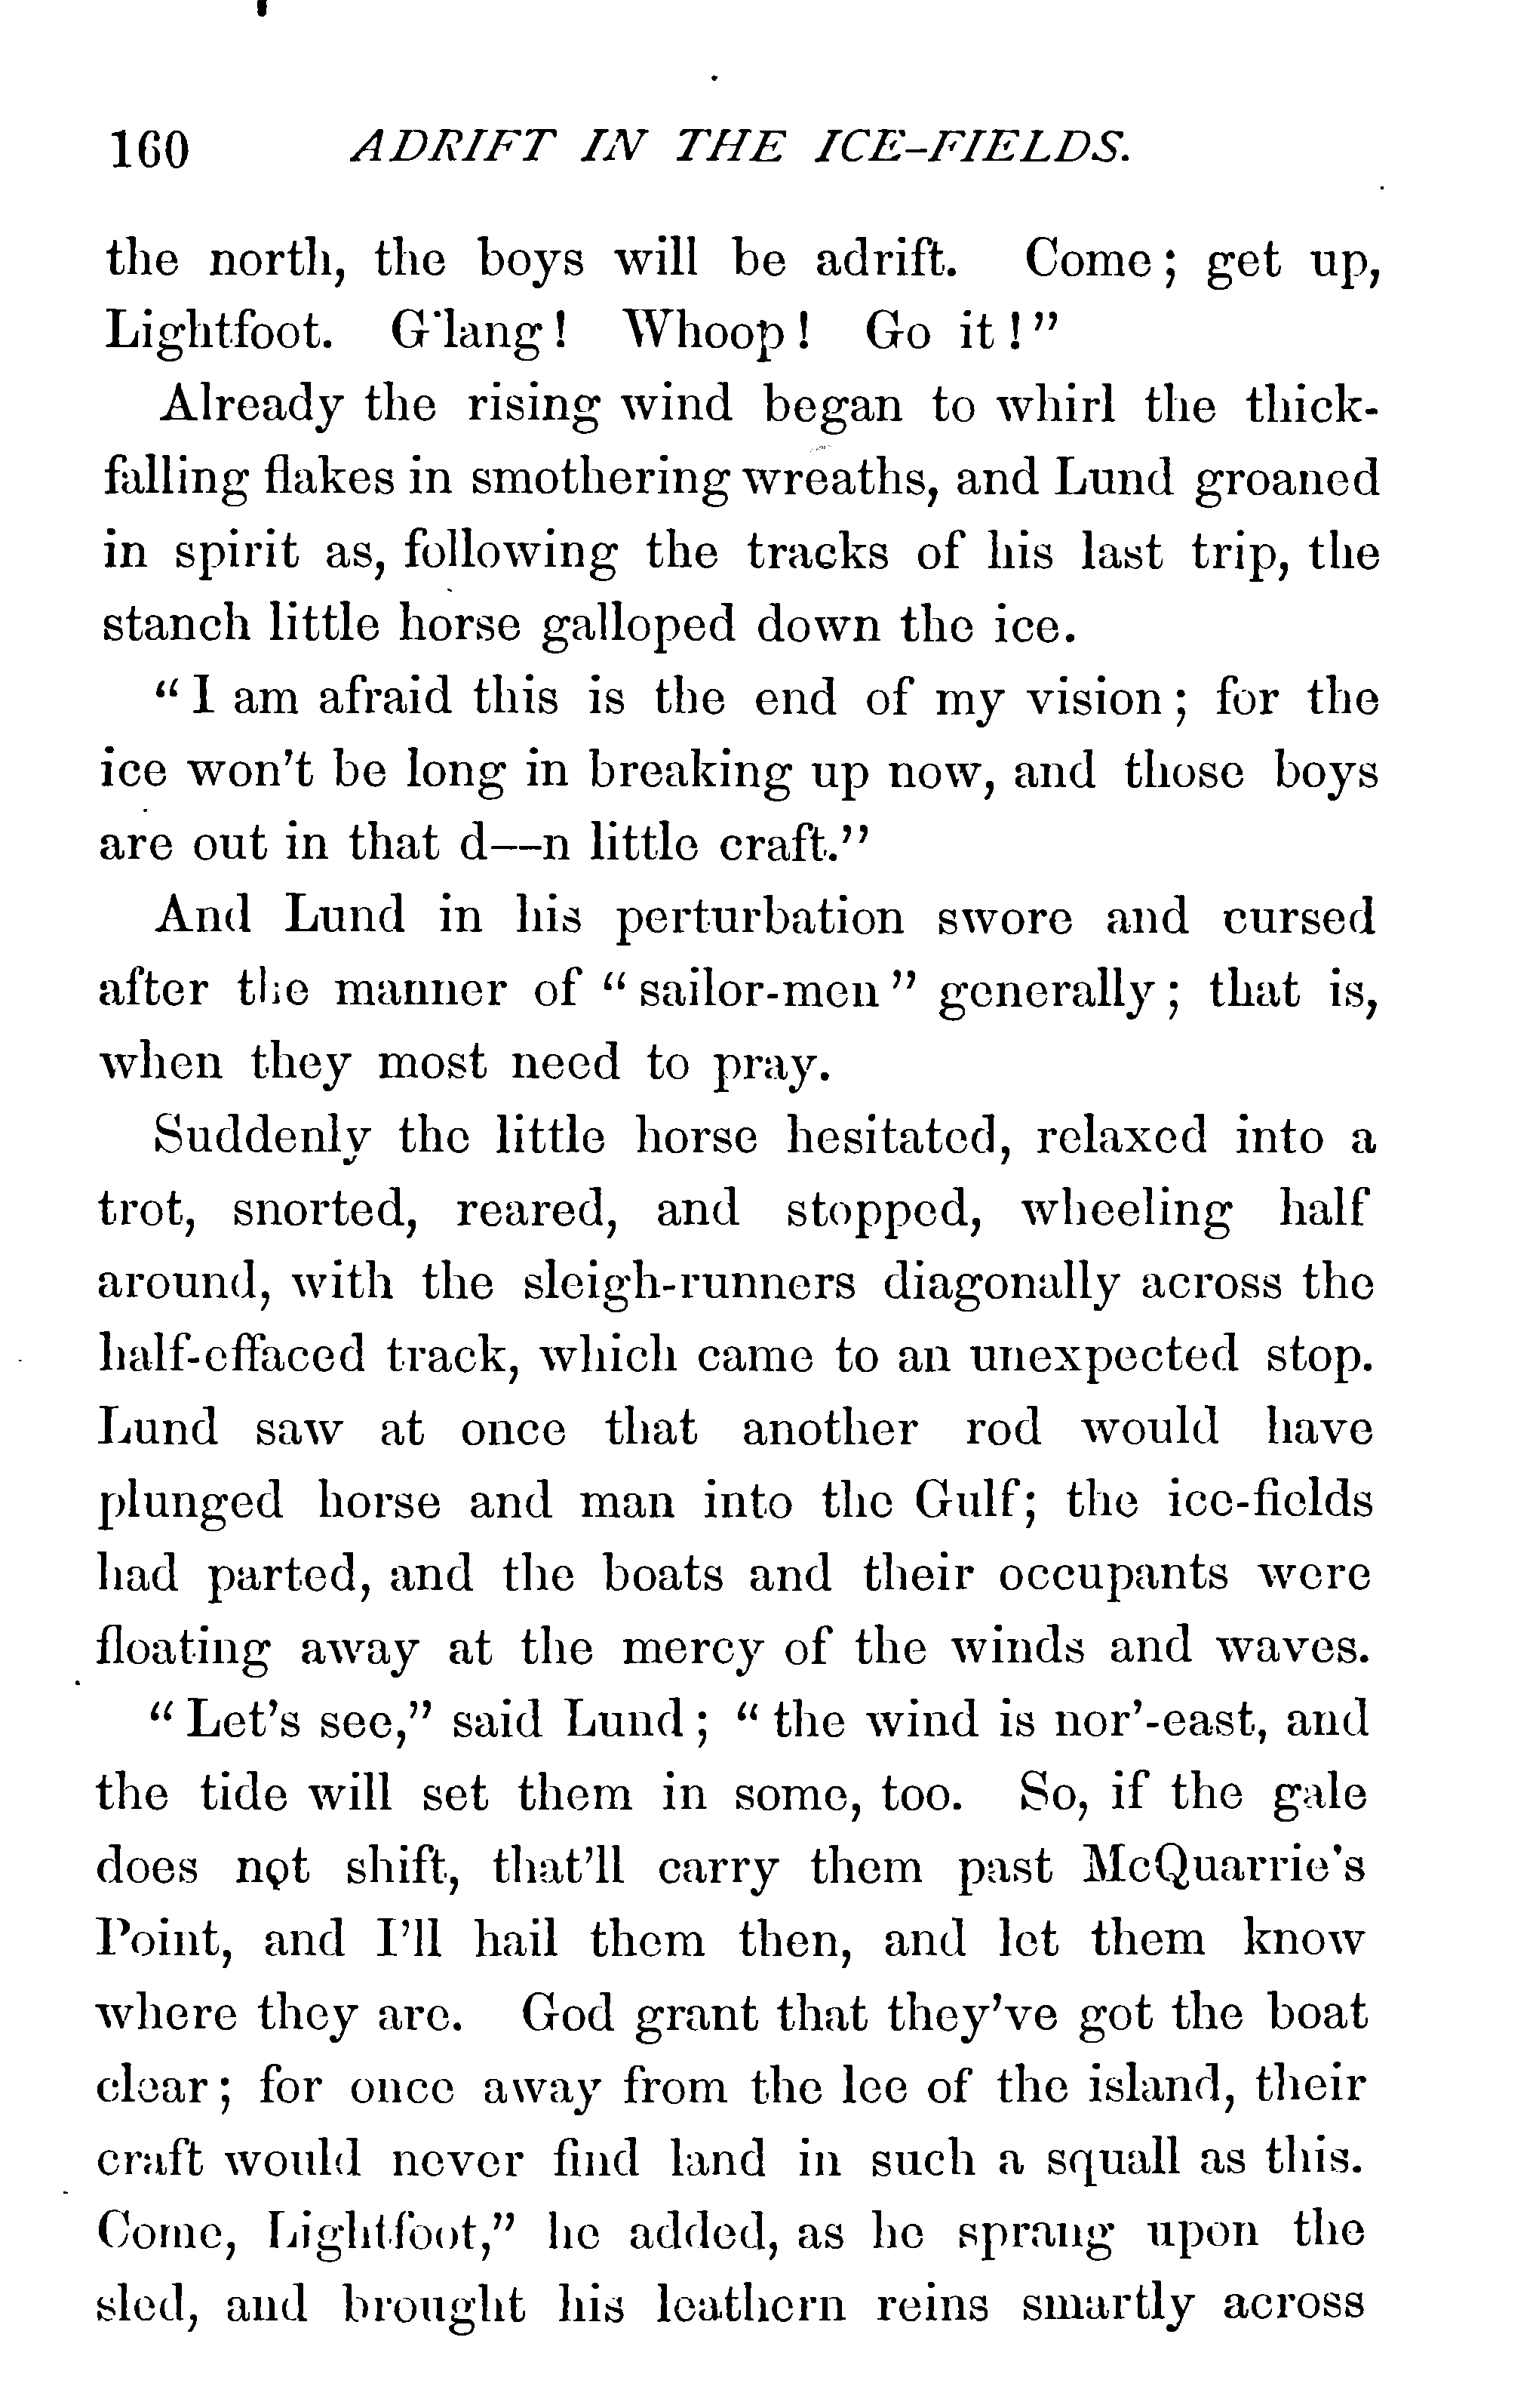 160 ADRIFT IN THE ICE-FIELDS.
the north, the boys will be adrift. Come; get up,
Lightfoot. G'lang! Whoop! Go it!"
Already the rising wind began to whirl the thick-
falling flakes in smothering wreaths, and Lund groaned
in spirit as, following the tracks of his last trip, the
stanch little horse galloped down the ice.
"I am afraid this is the end of my vision; for the
ice won't be long in breaking up now, and those boys
are out in that d——n little craft."
And Lund in his perturbation swore and cursed
after the manner of "sailor-men" generally; that is,
when they most need to pray.
Suddenly the little horse hesitated, relaxed into a
trot, snorted, reared, and stopped, wheeling half
around, with the sleigh-runners diagonally across the
half-effaced track, which came to an unexpected stop.
Lund saw at once that another rod would have
plunged horse and man into the Gulf; the ice-fields
had parted, and the boats and their occupants were
floating away at the mercy of the winds and waves.
"Let's see," said Lund; "the wind is nor'-east, and
the tide will set them in some, too. So, if the gale
does not shift, that'll carry them past McQuarrie's
Point, and I'll hail them then, and let them know
where they are. God grant that they've got the boat
clear; for once away from the lee of the island, their
craft would never find land in such a squall as this.
Come, Lightfoot," he added, as he sprang upon the
sled, and brought his leathern reins smartly across